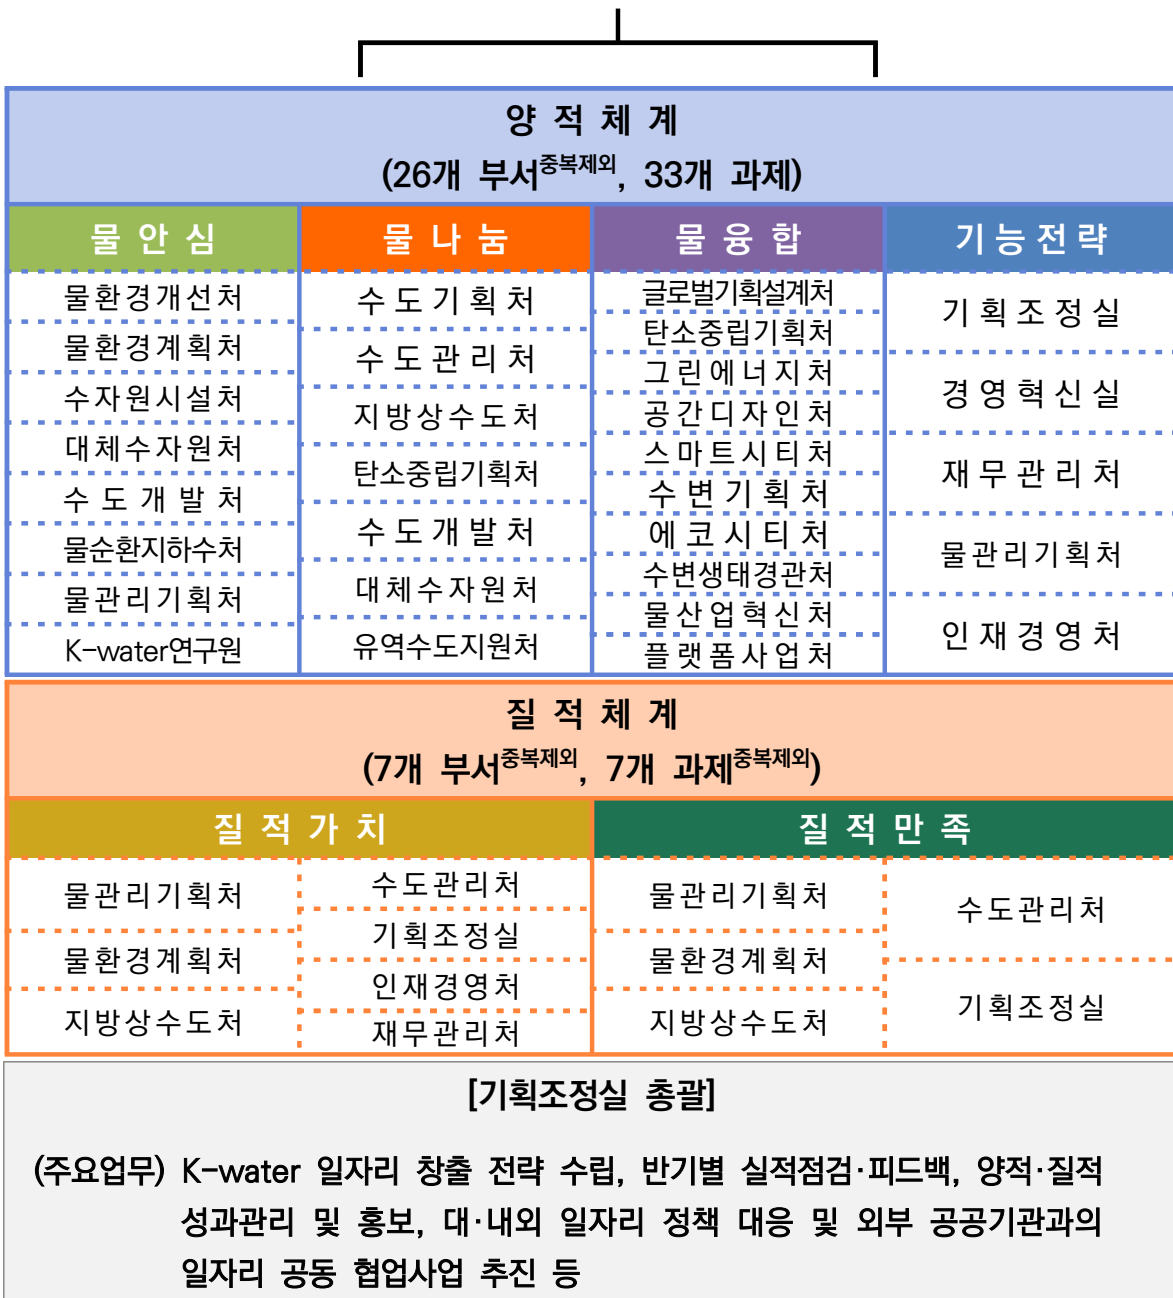 양적체계
(26개 부서중복제외, 33개 과제)
물안심
물환경개선처
물환경계획처
수자원시설처
대체수자원처
수도개발처
물순환지하수처
물관리기획처
K-water연구원
물나눔
수도기획처
수도관리처
지방상수도처
탄소중립기획처
수도개발처
대체수자원처
유역수도지원처
물융합
글로벌기획설계처
탄소중립기획처
그린에너지처
공간디자인처
스마트시티처
수변기획처
에코시티처
수변생태경관처
물산업혁신처
플랫폼사업처
기능전략
기획조정실
경영혁신실
재무관리처
물관리기획처
인재경영처
질적체계
(7개 부서중복제외, 7개 과제중복제외)
질적가치
물관리기획처
물환경계획처
지방상수도처
수도관리처
기획조정실
인재경영처
재무관리처
질적만족
물관리기획처
물환경계획처
지방상수도처
수도관리처
기획조정실
[기획조정실 총괄]
(주요업무) K-water 일자리 창출 전략 수립, 반기별 실적점검·피드백, 양적·질적
성과관리 및 홍보, 대·내외 일자리 정책 대응 및 외부 공공기관과의
일자리 공동 협업사업 추진 등